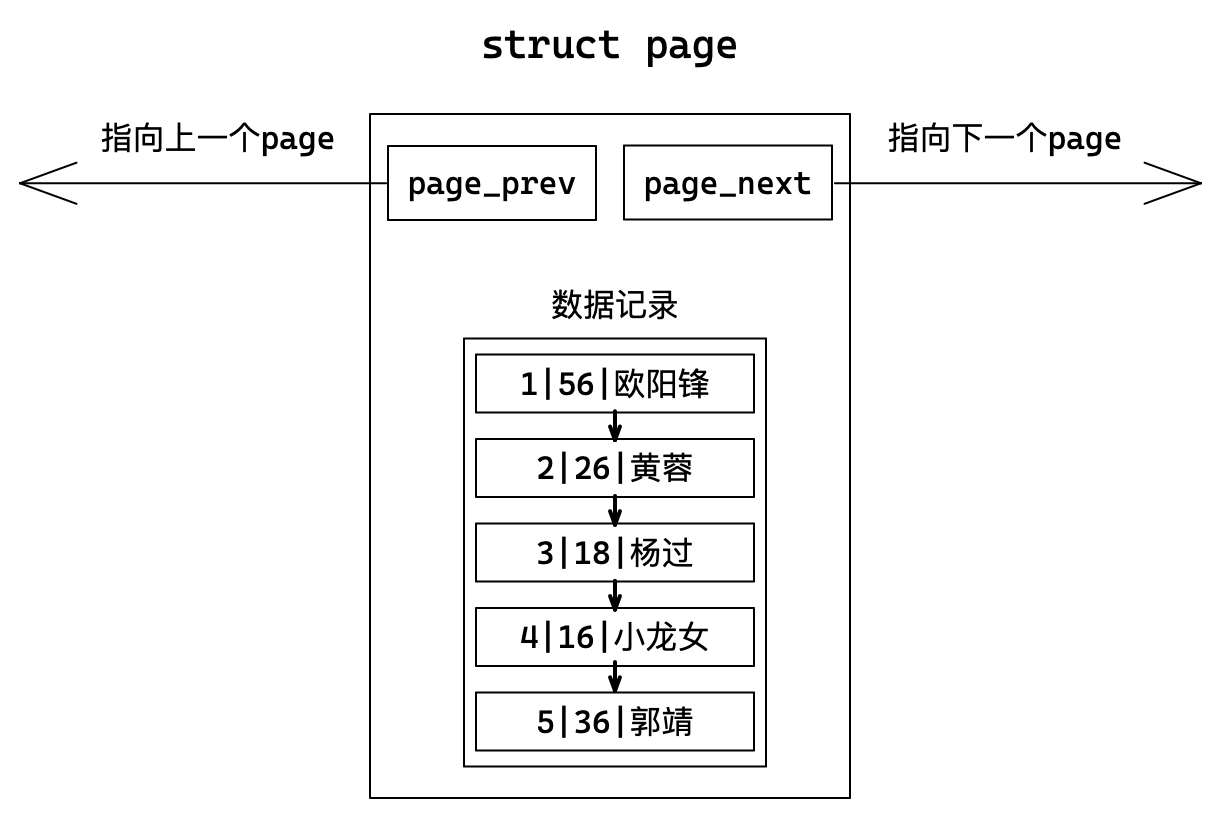 struct page
指向上一个page
指向下一个page
page_prev
page_next
数据记录
1|56|欧阳锋
2|26|黄蓉
3|18|杨过
4|16|小龙女
5|36|郭靖